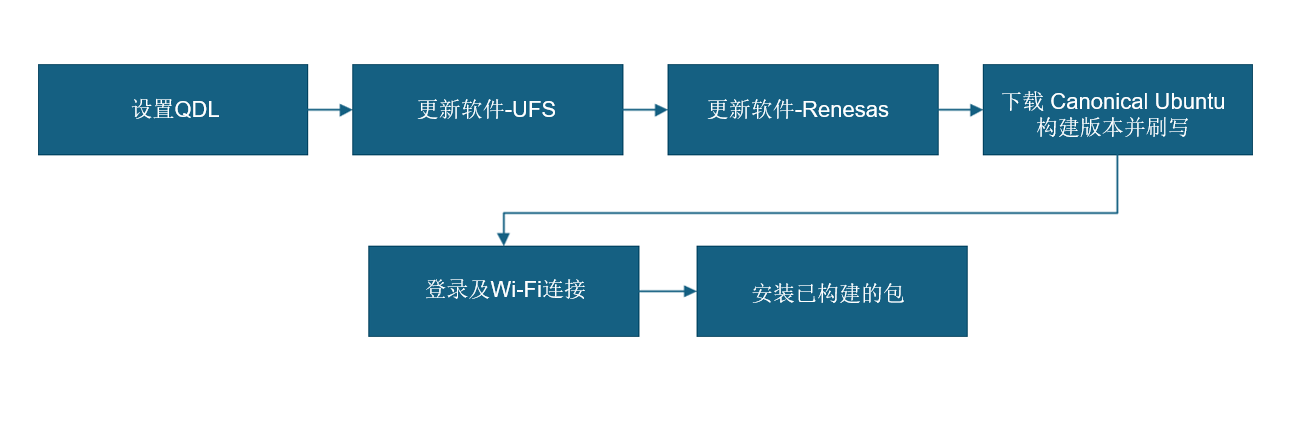 设置QDL
更新软件-UFS
更新软件-Renesas
下载 Canonical Ubuntu
构建版本并刷写
登录及Wi-Fi连接
安装已构建的包